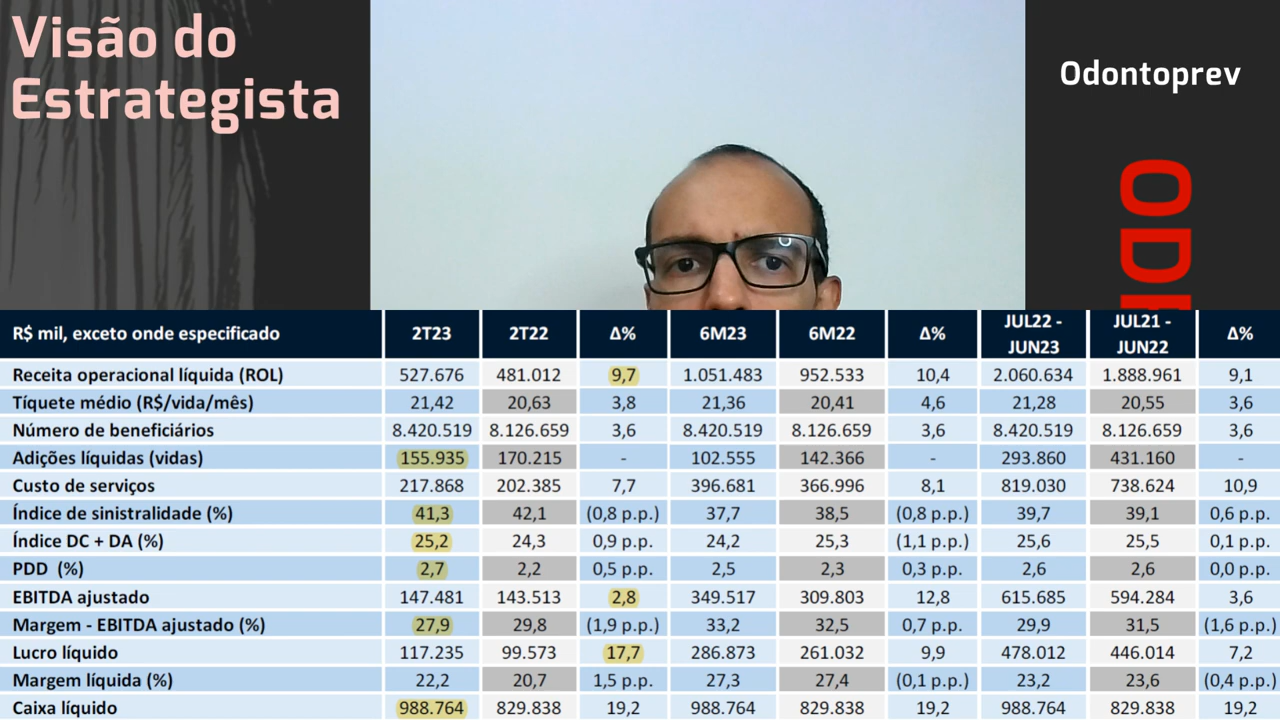 Visão do
Estrategista
Odontoprev
OD
R$ mil, exceto onde especificado 2T23 2T22 Δ% 6M23 6M22 Δ% JUL22 - JUN23 JUL21 - JUN22 Δ%
Receita operacional líquida (ROL) 527.676 481.012 9,7 1.051.483 952.533 10,4 2.060.634 1.888.961 9,1
Tíquete médio (R$/vida/mês) 21,42 20,63 3,8 21,36 20,41 4,6 21,28 20,55 3,6
Número de beneficiários 8.420.519 8.126.659 3,6 8.420.519 8.126.659 3,6 8.420.519 8.126.659 3,6
Adições líquidas (vidas) 155.935 170.215 - 102.555 142.366 - 293.860 431.160 -
Custo de serviços 217.868 202.385 7,7 396.681 366.996 8,1 819.030 738.624 10,9
Índice de sinistralidade (%) 41,3 42,1 (0,8 p.p.) 37,7 38,5 (0,8 p.p.) 39,7 39,1 0,6 p.p.
Índice DC + DA (%) 25,2 24,3 0,9 p.p. 24,2 25,3 (1,1 p.p.) 25,6 25,5 0,1 p.p.
PDD (%) 2,7 2,2 0,5 p.p. 2,5 2,3 0,3 p.p. 2,6 2,6 0,0 p.p.
EBITDA ajustado 147.481 143.513 2,8 349.517 309.803 12,8 615.685 594.284 3,6
Margem - EBITDA ajustado (%) 27,9 29,8 (1,9 p.p.) 33,2 32,5 0,7 p.p. 29,9 31,5 (1,6 p.p.)
Lucro líquido 117.235 99.573 17,7 286.873 261.032 9,9 478.012 446.014 7,2
Margem líquida (%) 22,2 20,7 1,5 p.p. 27,3 27,4 (0,1 p.p.) 23,2 23,6 (0,4 p.p.)
Caixa líquido 988.764 829.838 19,2 988.764 829.838 19,2 988.764 829.838 19,2